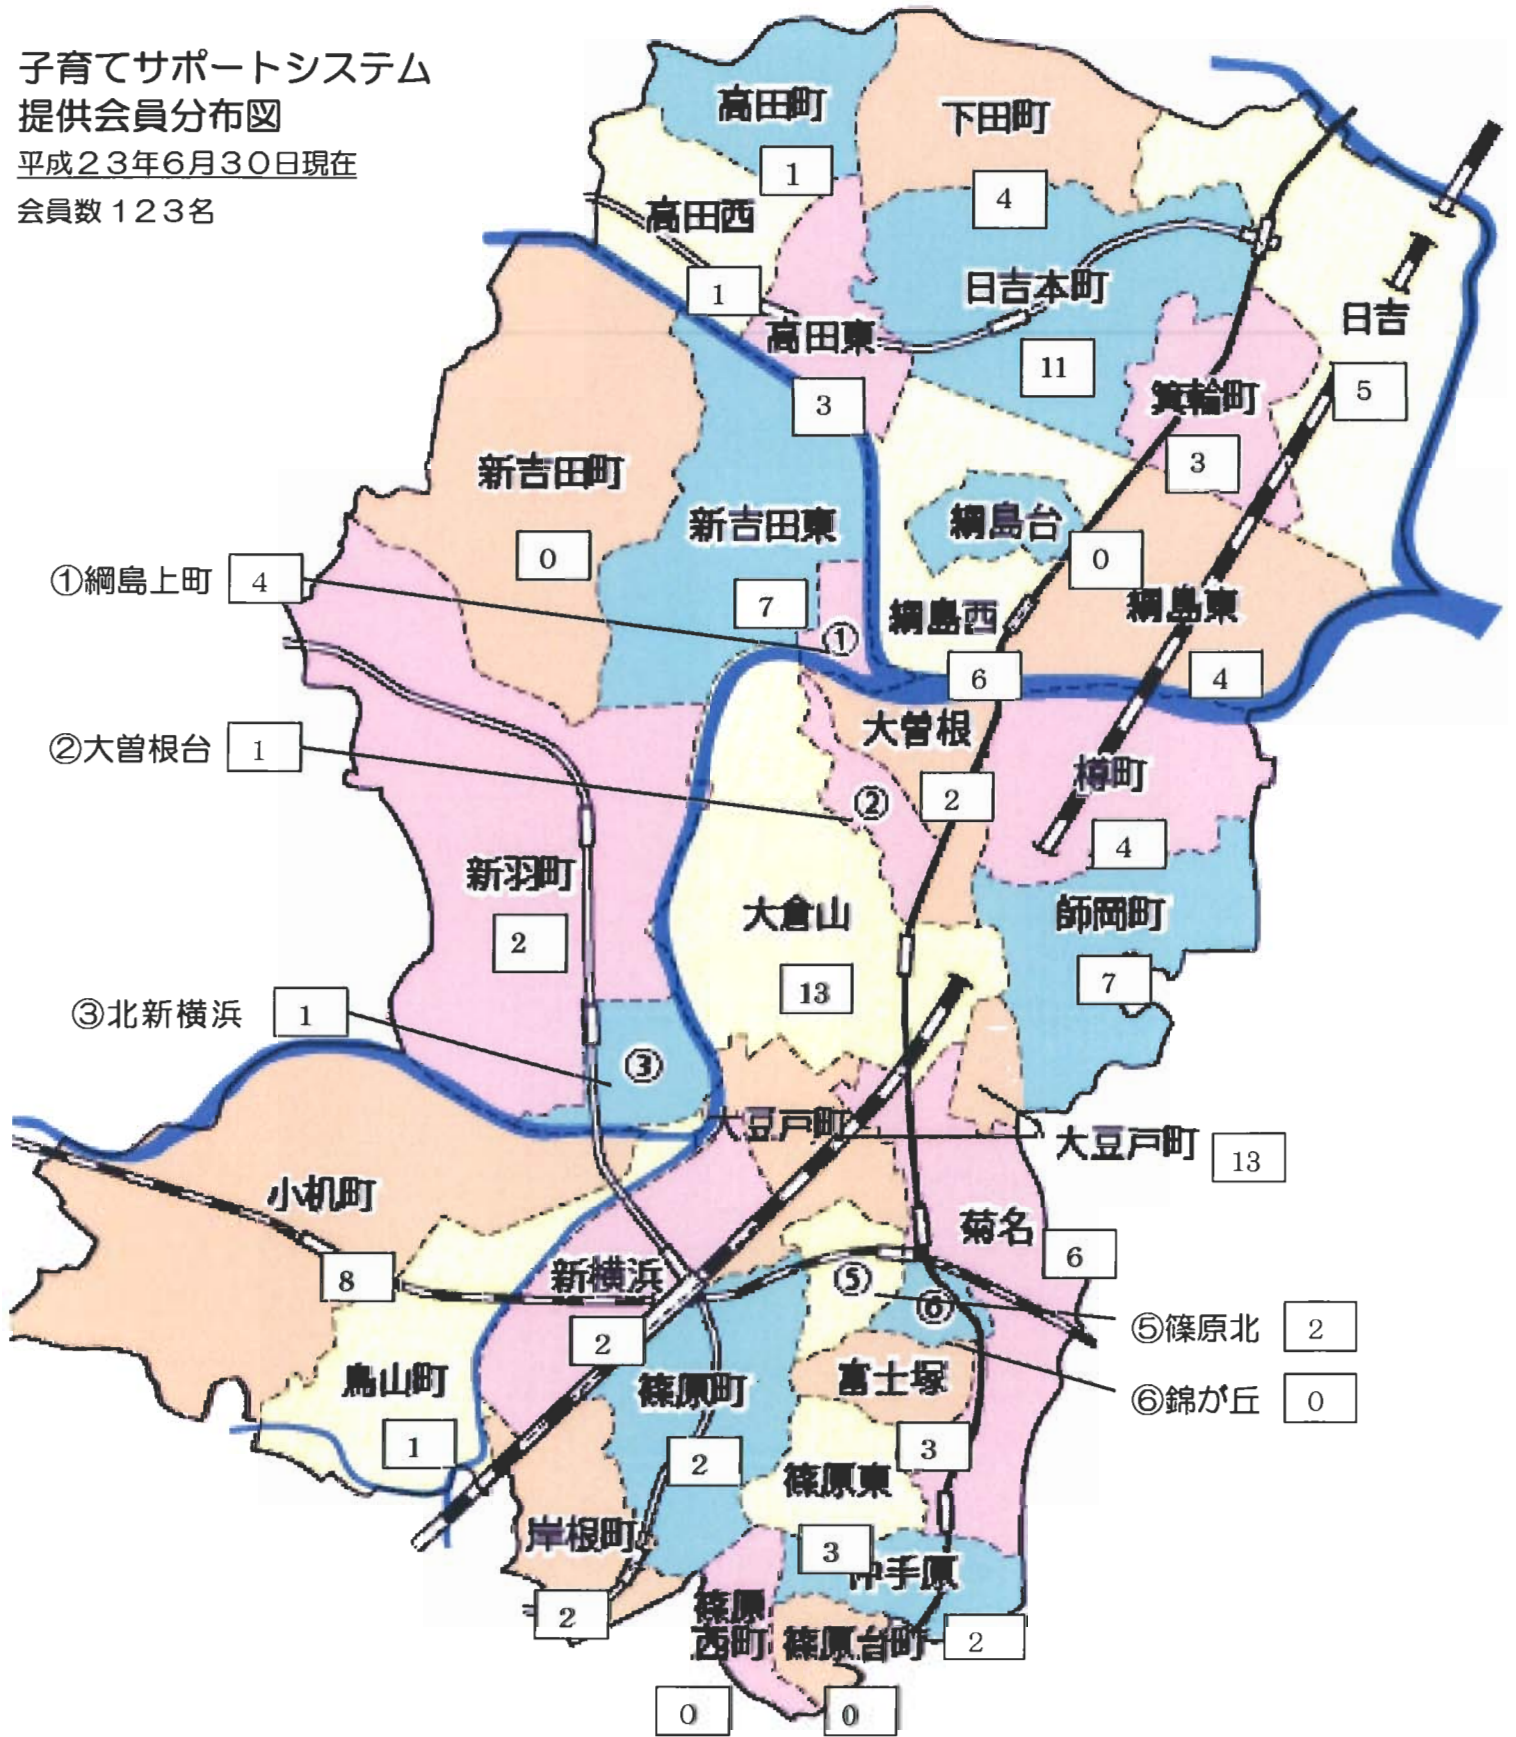 子育てサポートシステム
提供会員分布図
平成23年6月30日現在
会員数 123名
高田町
1
下田町
4
高田西
1
日吉本町
11
高田東
3
日吉
5
箕輪町
3
新吉田町
0
新吉田東
7
綱島台
0
①綱島上町 4
①
綱島西
6
綱島東
4
大曽根
2
②大曽根台 1
②
樽町
4
新羽町
2
大倉山
13
師岡町
7
③北新横浜 1
③
大豆戸町
大豆戸町 13
小机町
8
菊名
6
新横浜
2
⑤
⑥
⑤篠原北 2
⑥錦が丘 0
鳥山町
1
篠原町
2
富士塚
3
篠原東
3
岸根町
2
仲手原
2
篠原
西町
0
篠原台町
0